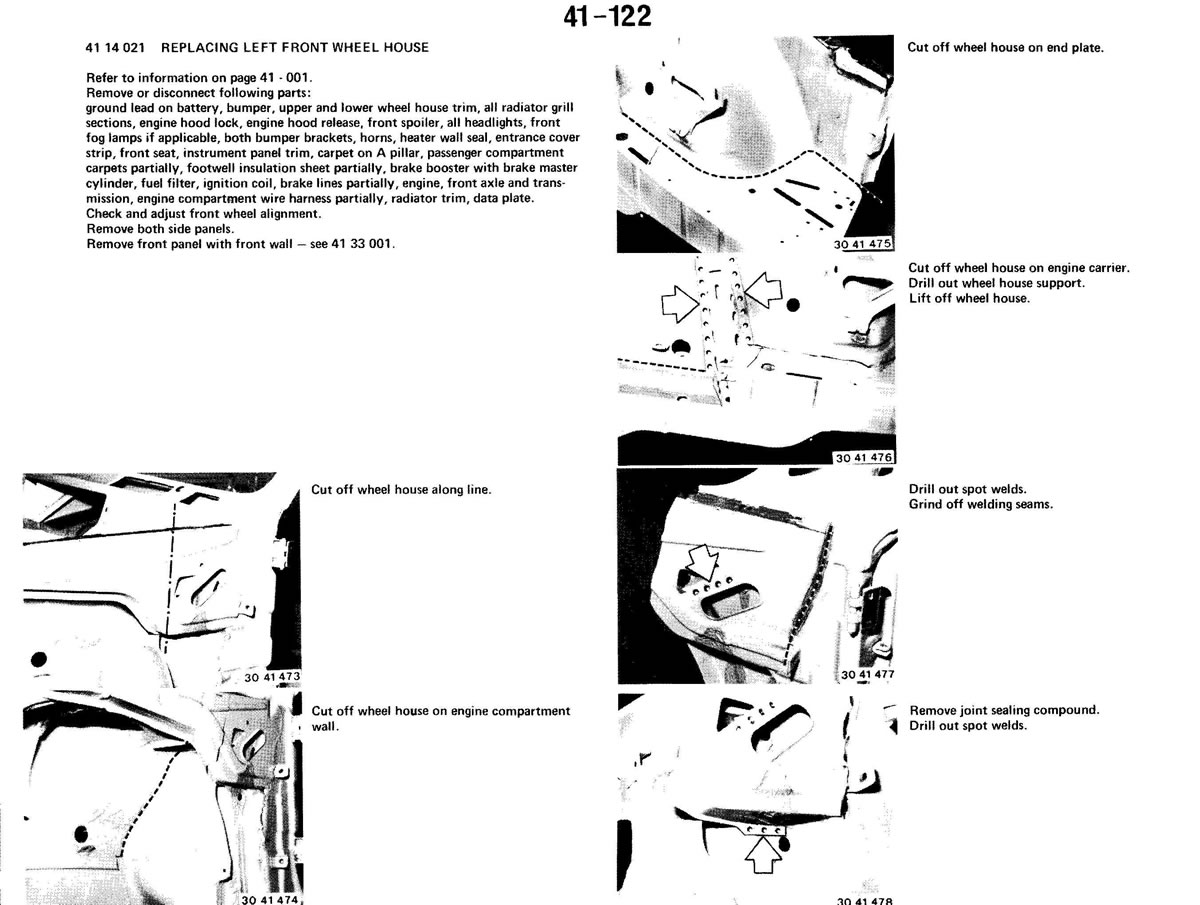 41-122
41 14 021 REPLACING LEFT FRONT WHEEL HOUSE
Refer to information on page 41 - 001.
Remove or disconnect following parts:
ground lead on battery, bumper, upper and lower wheel house trim, all radiator grill
sections, engine hood lock, engine hood release, front spoiler, all headlights, front
fog lamps if applicable, both bumper brackets, horns, heater wall seal, entrance cover
strip, front seat, instrument panel trim, carpet on A pillar, passenger compartment
carpets partially, footwell insulation sheet partially, brake booster with brake master
cylinder, fuel filter, ignition coil, brake lines partially, engine, front axle and trans-
mission, engine compartment wire harness partially, radiator trim, data plate.
Check and adjust front wheel alignment.
Remove both side panels.
Remove front panel with front wall – see 41 33 001.
Cut off wheel house along line.
30 41 473
Cut off wheel house on engine compartment
wall.
30 41 474
Cut off wheel house on end plate.
30 41 475
Cut off wheel house on engine carrier.
Drill out wheel house support.
Lift off wheel house.
30 41 476
Drill out spot welds.
Grind off welding seams.
30 41 477
Remove joint sealing compound.
Drill out spot welds.
30 41 478